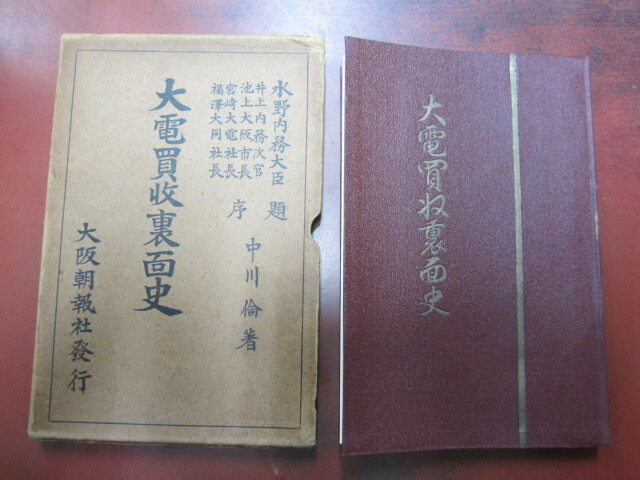 水野内務大臣 題
井上内務次官
池上大阪市長
宮崎大電社長
福澤大同社長
序
中川倫著
大電買收裏面史
大阪朝報社發行
大電買収裏面史